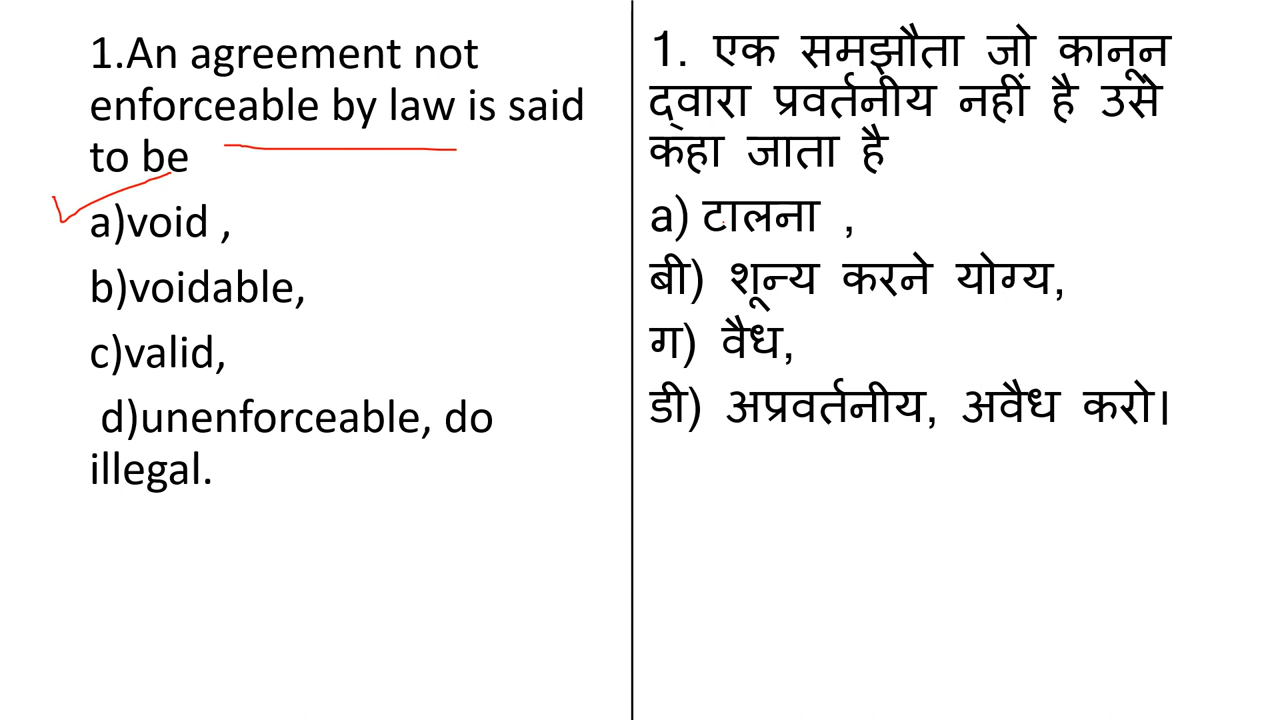 1.An agreement not
enforceable by law is said
to be
a)void ,
b)voidable,
c)valid,
d)unenforceable, do
illegal.
1. एक समझौता जो कानून
द्वारा प्रवर्तनीय नहीं है उसे
कहा जाता है
a) टालना ,
बी) शून्य करने योग्य,
ग) वैध,
डी) अप्रवर्तनीय, अवैध करो।